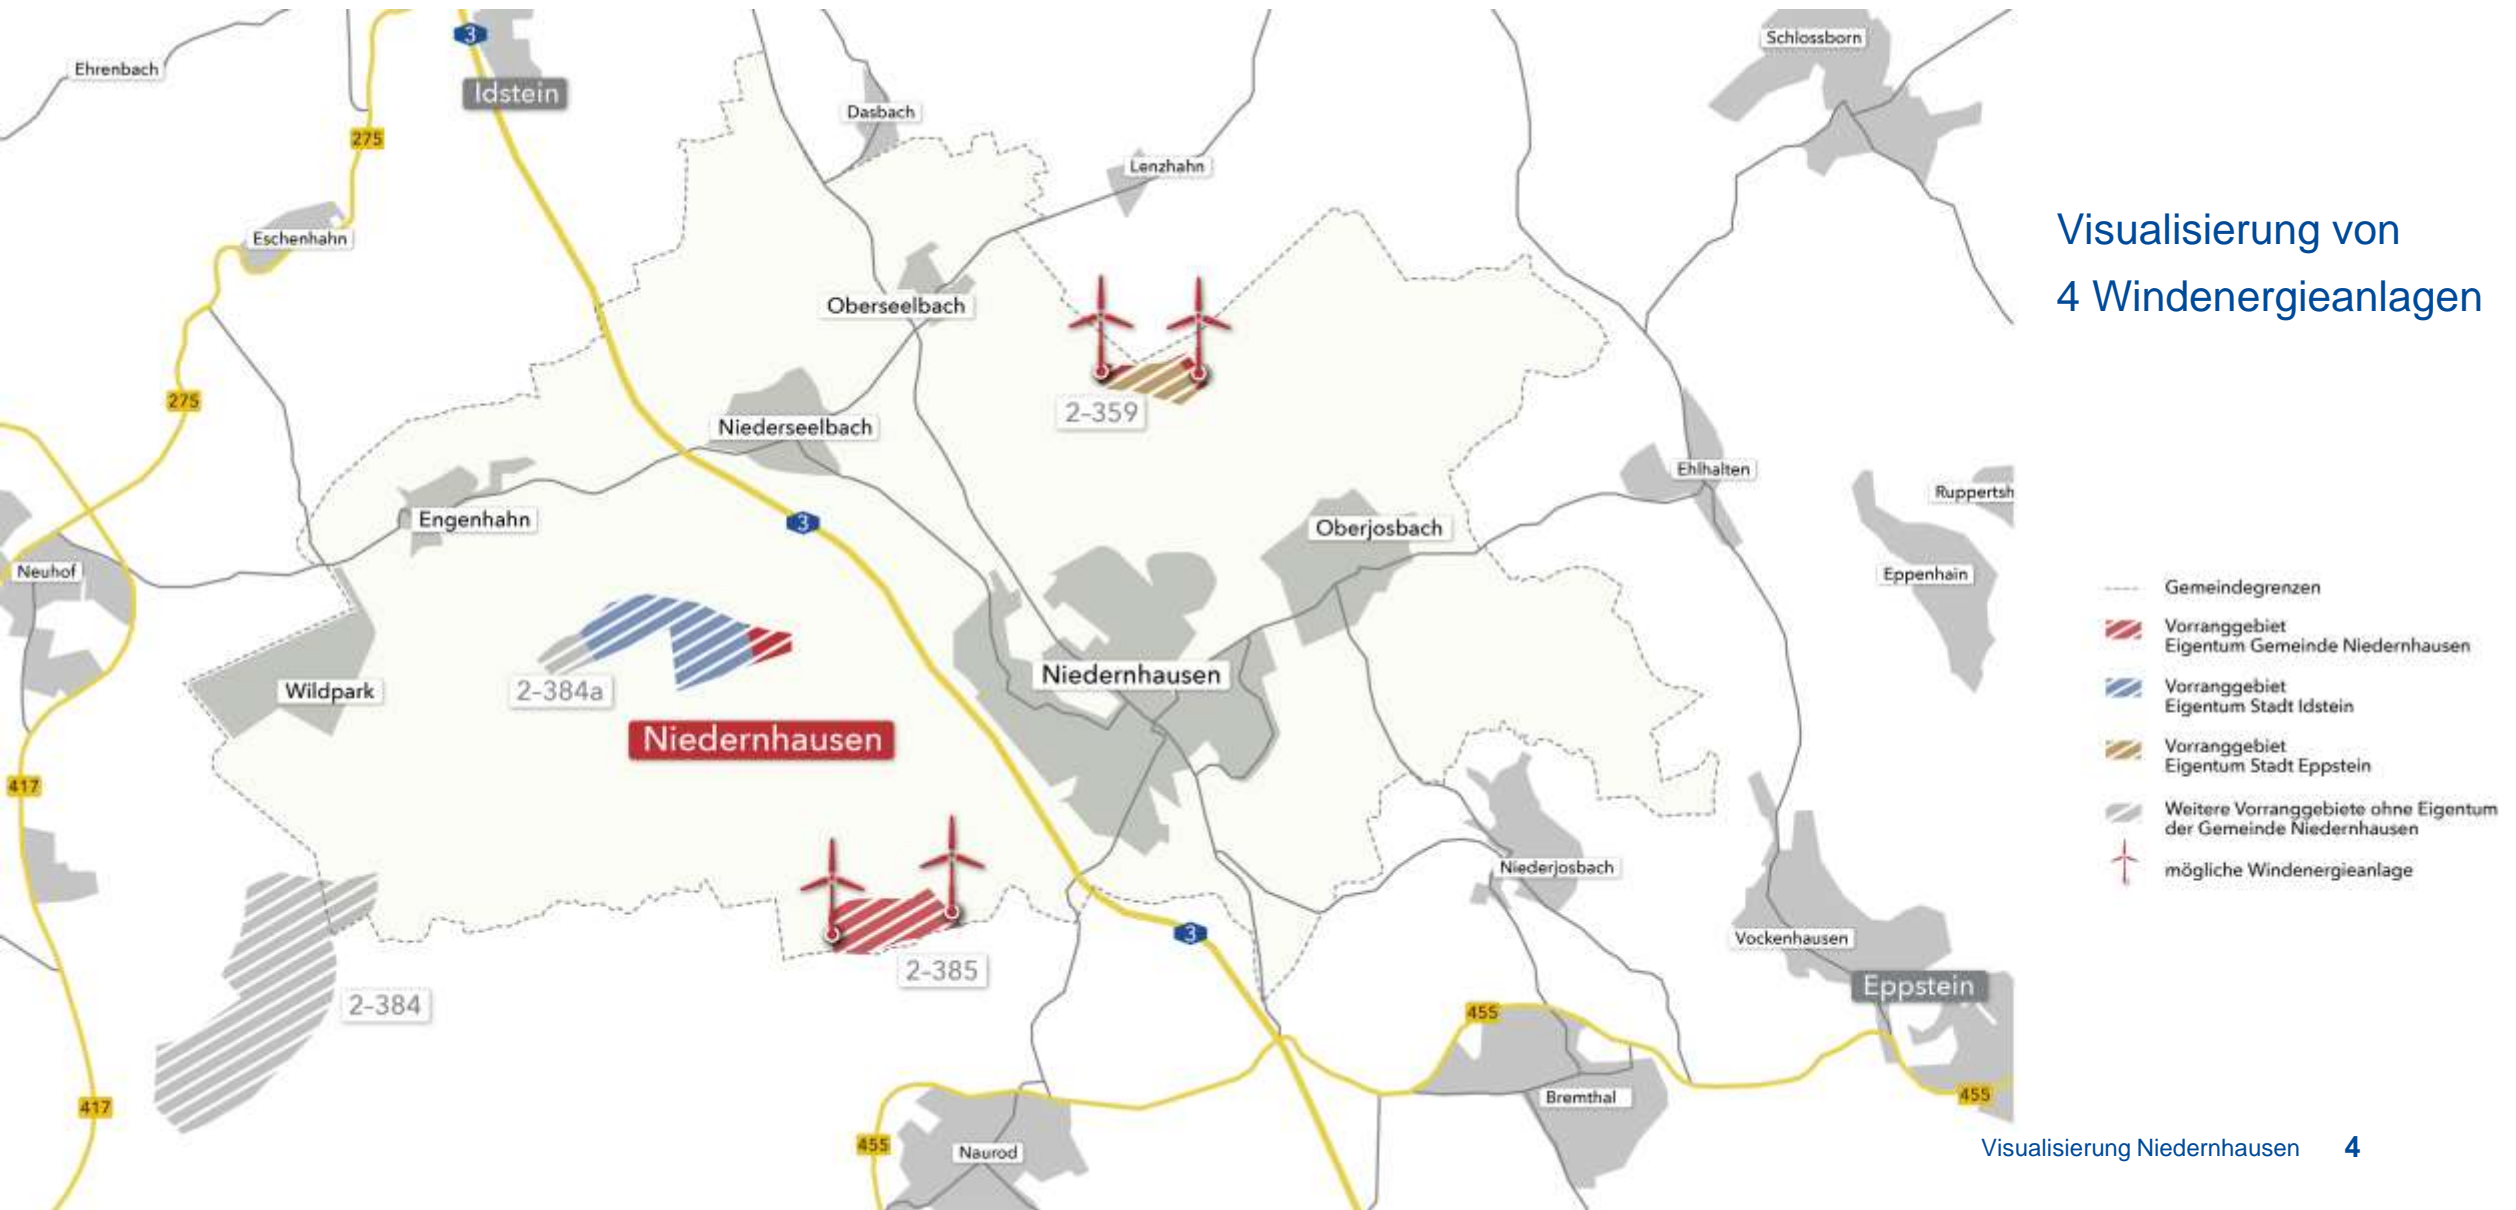 3
Schlossborn
Ehrenbach
Idstein
Dasbach
275
Lenzhahn
Visualisierung von
4 Windenergieanlagen
Eschenhahn
Oberseelbach
275
2-359
Niederseelbach
Ehlhalten
Ruppertsh
Engenhahn
3
Oberjosbach
Neuhof
Eppenhain
Wildpark
2-384a
Niedernhausen
Niedernhausen
417
Niederjosbach
Vockenhausen
3
2-385
Eppstein
2-384
455
Bremthal
455
417
455
Naurod
Gemeindegrenzen
Vorranggebiet
Eigentum Gemeinde Niedernhausen
Vorranggebiet
Eigentum Stadt Idstein
Vorranggebiet
Eigentum Stadt Eppstein
Weitere Vorranggebiete ohne Eigentum
der Gemeinde Niedernhausen
mögliche Windenergieanlage
Visualisierung Niedernhausen 4